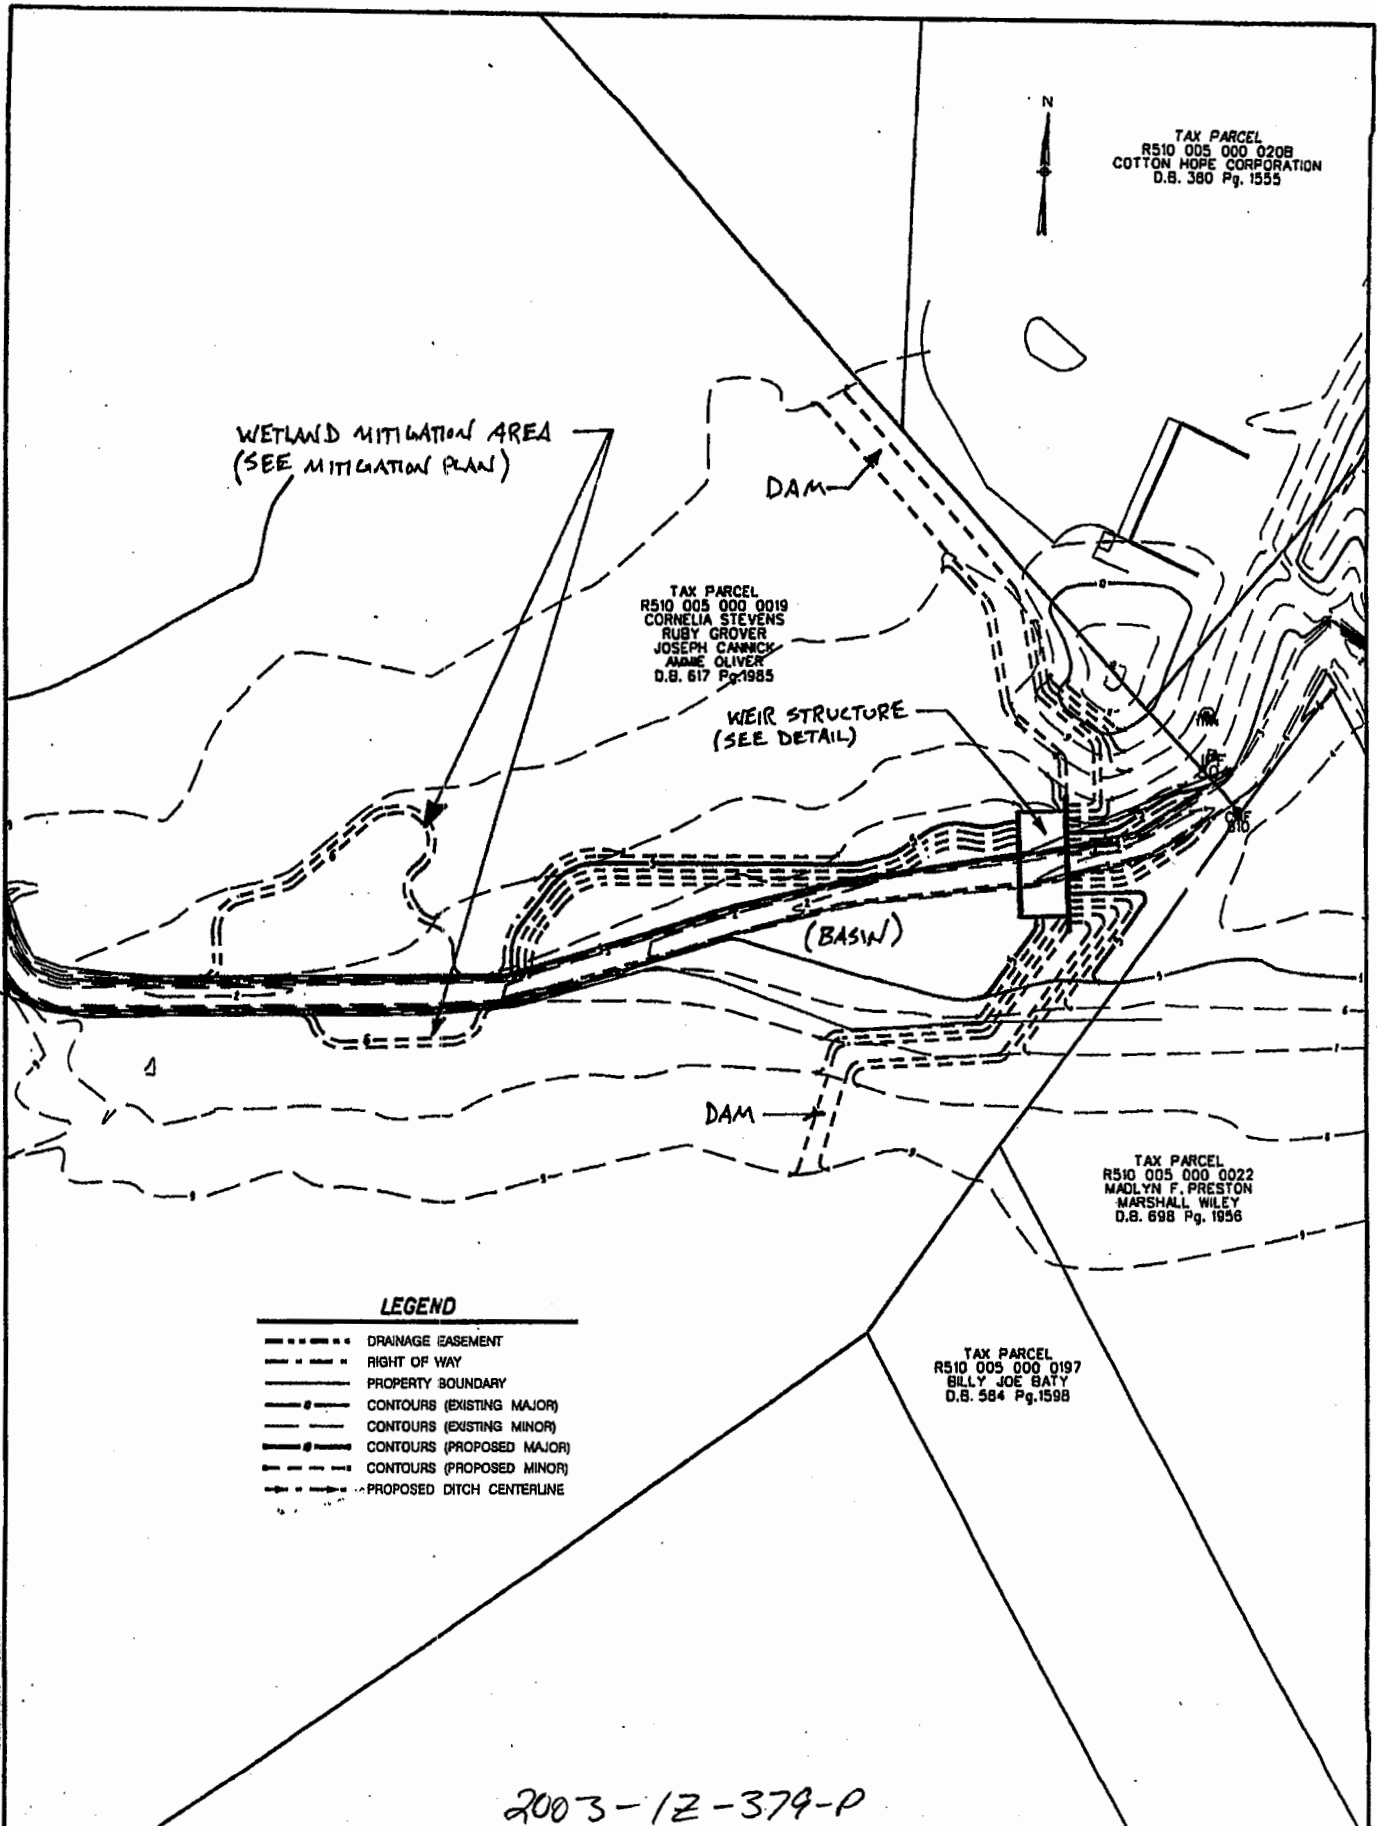 N
TAX PARCEL
R510 005 000 020B
COTTON HOPE CORPORATION
D.B. 380 Pg. 1555
WETLAND MITIGATION AREA
(SEE MITIGATION PLAN)
DAM
TAX PARCEL
R510 005 000 0019
CORNELIA STEVENS
RUBY GROVER
JOSEPH CANNICK
ANNIE OLIVER
D.B. 617 Pg.1985
WEIR STRUCTURE
(SEE DETAIL)
(BASIN)
DAM
TAX PARCEL
R510 005 000 0022
MADLYN F. PRESTON
MARSHALL WILEY
D.B. 698 Pg. 1956
LEGEND
DRAINAGE EASEMENT
RIGHT OF WAY
PROPERTY BOUNDARY
CONTOURS (EXISTING MAJOR)
CONTOURS (EXISTING MINOR)
CONTOURS (PROPOSED MAJOR)
CONTOURS (PROPOSED MINOR)
PROPOSED DITCH CENTERLINE
TAX PARCEL
R510 005 000 0197
BILLY JOE BATY
D.B. 584 Pg.1598
2003-1Z-379-P